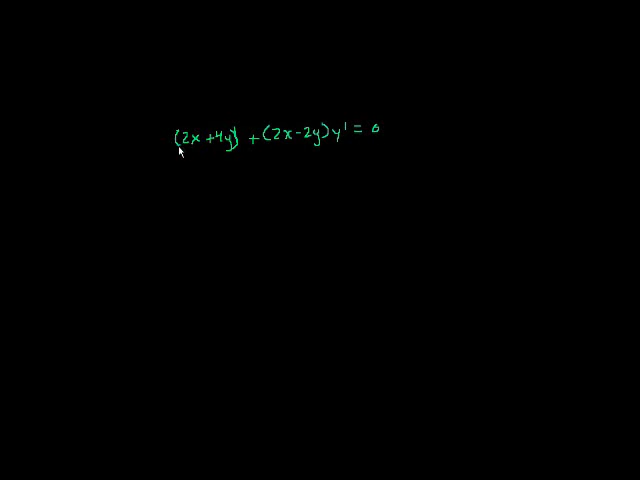 (2x+4y) + (2x-2y)y' = 0